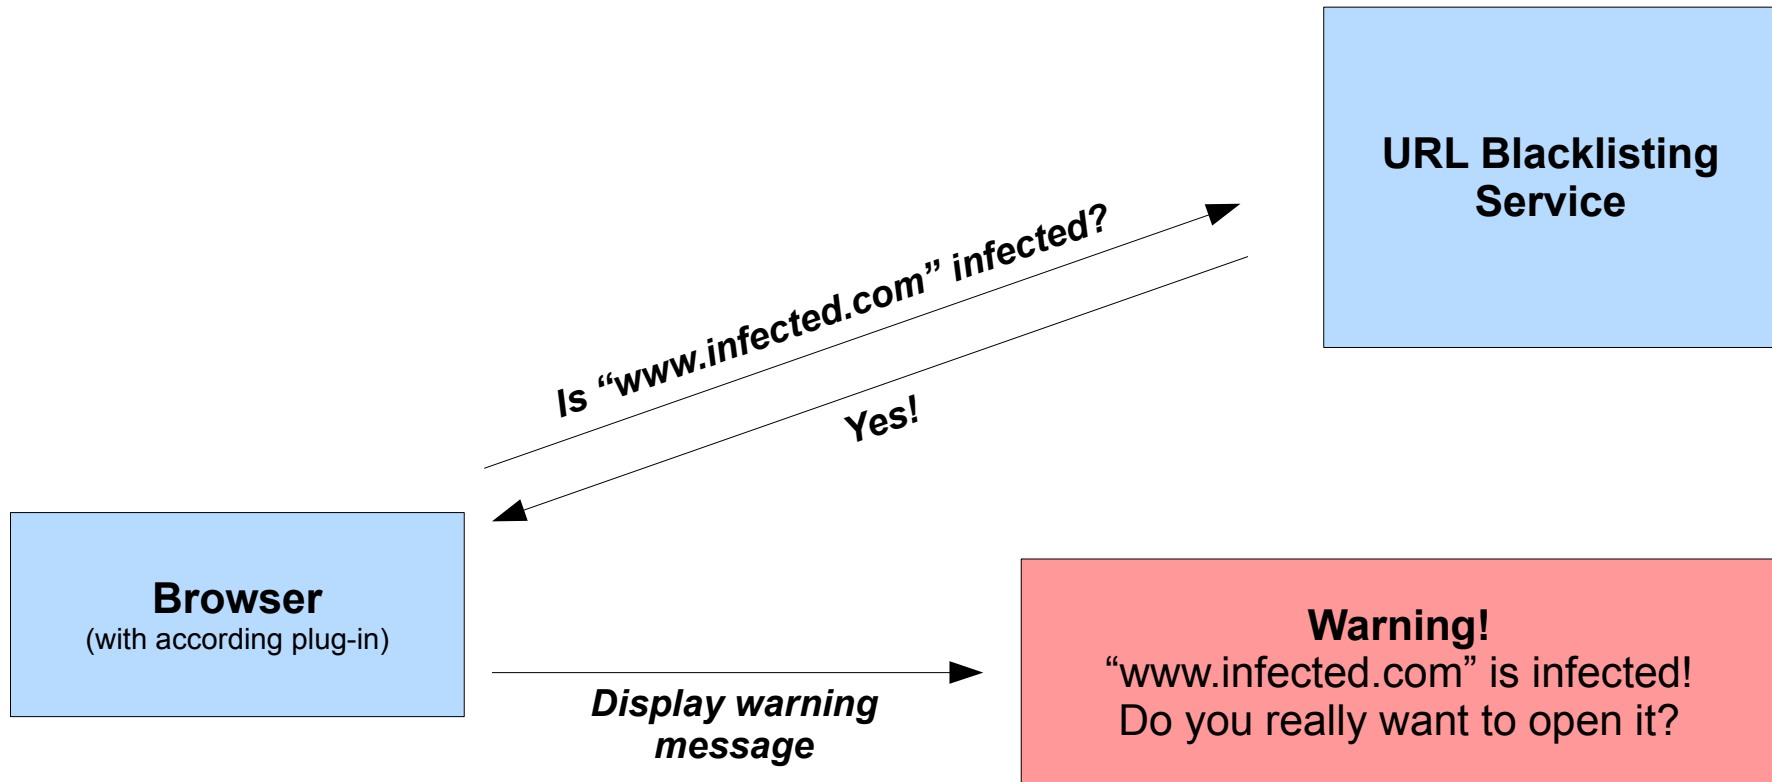 URL Blacklisting
Service
Is “www.infected.com” infected?
Yes!
Browser
(with according plug-in)
Display warning
message
Warning!
“www.infected.com” is infected!
Do you really want to open it?